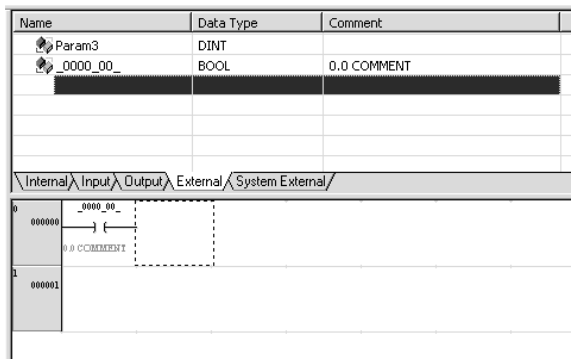 Name Data Type Comment
Param3 DINT
_0000_00_ BOOL 0.0 COMMENT
Internal Input Output External System External
0 _0000_00_
000000
0.0 COMMENT
1
000001